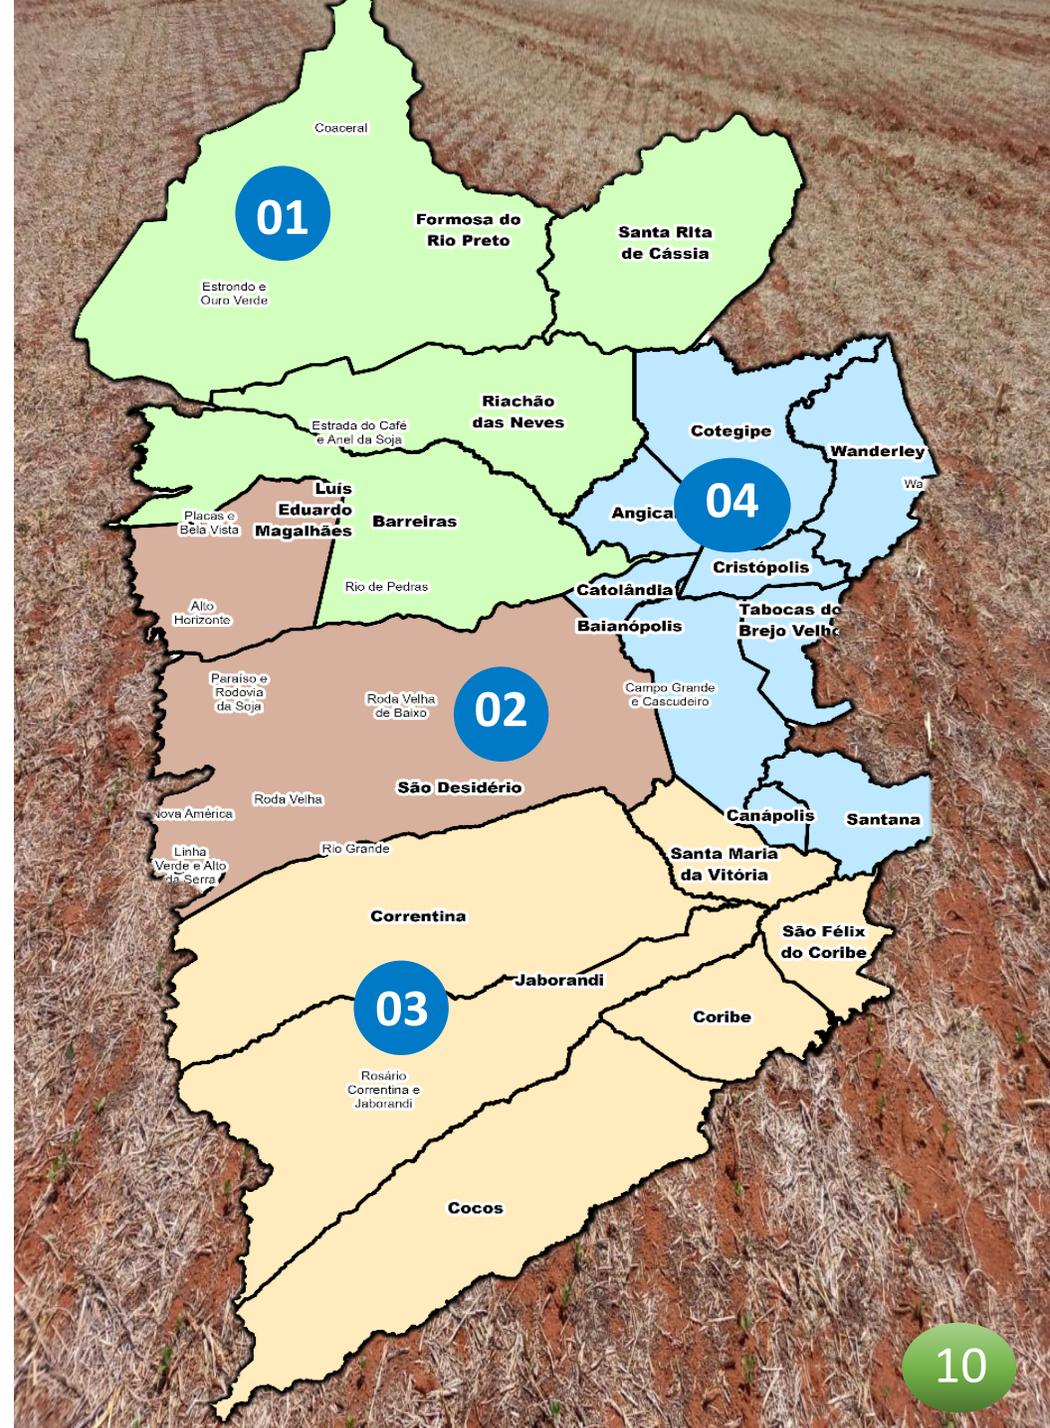 Coaceral
01
Formosa do
Rio Preto
Santa RIta
de Cássia
Estrondo e
Ouro Verde
Riachão
das Neves
Estrada do Café
e Anel da Soja
Cotegipe
Wanderley
Wa
Luís
Eduardo
Magalhães
Placas e
Bela Vista
Barreiras
Angica
04
Cristópolis
Rio de Pedras
Catolândia
Alto
Horizonte
Baianópolis
Tabocas do
Brejo Velho
Paraíso e
Rodovia
da Soja
Roda Velha
de Baixo
02
Campo Grande
e Cascudeiro
São Desidério
Roda Velha
Nova América
Canápolis
Santana
Linha
Verde e Alto
da Serra
Rio Grande
Santa Maria
da Vitória
Correntina
São Félix
do Coribe
Jaborandi
03
Coribe
Rosário
Correntina e
Jaborandi
Cocos
10